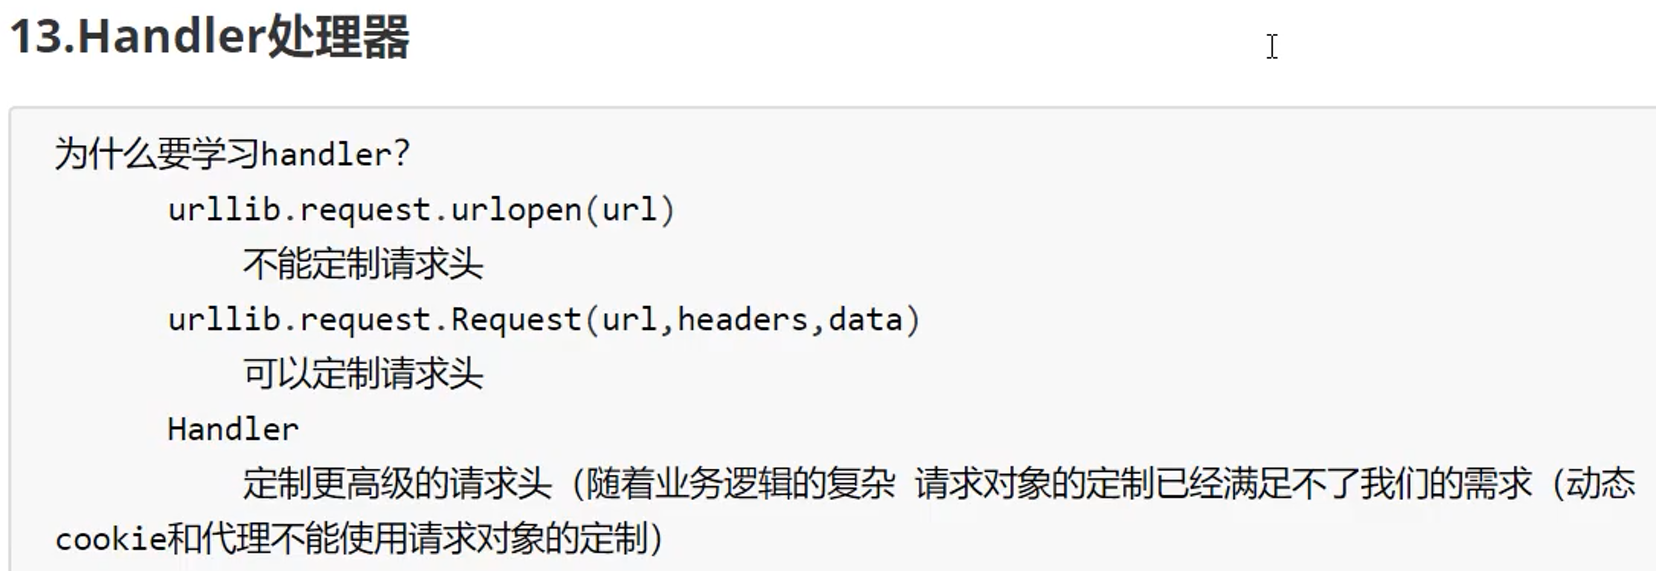 13.Handler处理器
为什么要学习handler?
urllib.request.urlopen(url)
不能定制请求头
urllib.request.Request(url,headers,data)
可以定制请求头
Handler
定制更高级的请求头（随着业务逻辑的复杂 请求对象的定制已经满足不了我们的需求（动态
cookie和代理不能使用请求对象的定制）